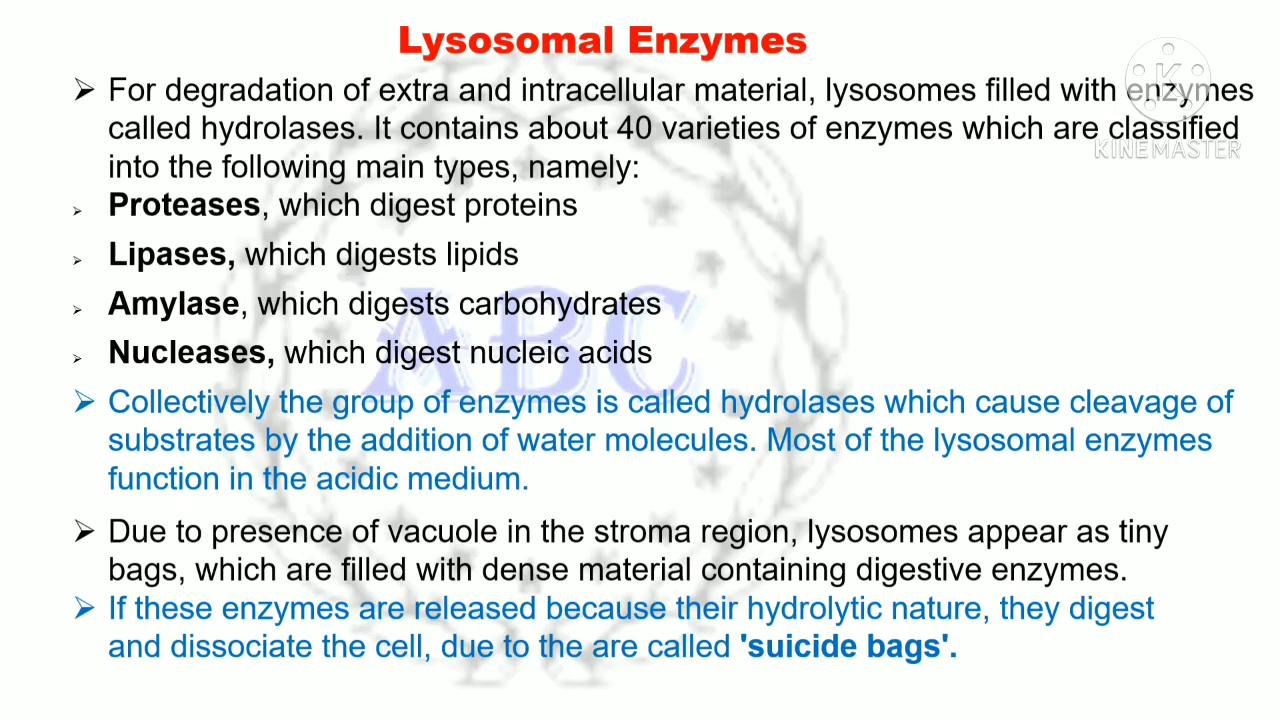 Lysosomal Enzymes
➢ For degradation of extra and intracellular material, lysosomes filled with enzymes
called hydrolases. It contains about 40 varieties of enzymes which are classified
into the following main types, namely:
➢ Proteases, which digest proteins
➢ Lipases, which digests lipids
➢ Amylase, which digests carbohydrates
➢ Nucleases, which digest nucleic acids
➢ Collectively the group of enzymes is called hydrolases which cause cleavage of
substrates by the addition of water molecules. Most of the lysosomal enzymes
function in the acidic medium.
➢ Due to presence of vacuole in the stroma region, lysosomes appear as tiny
bags, which are filled with dense material containing digestive enzymes.
➢ If these enzymes are released because their hydrolytic nature, they digest
and dissociate the cell, due to the are called 'suicide bags'.
K
KINEMASTER
ABC